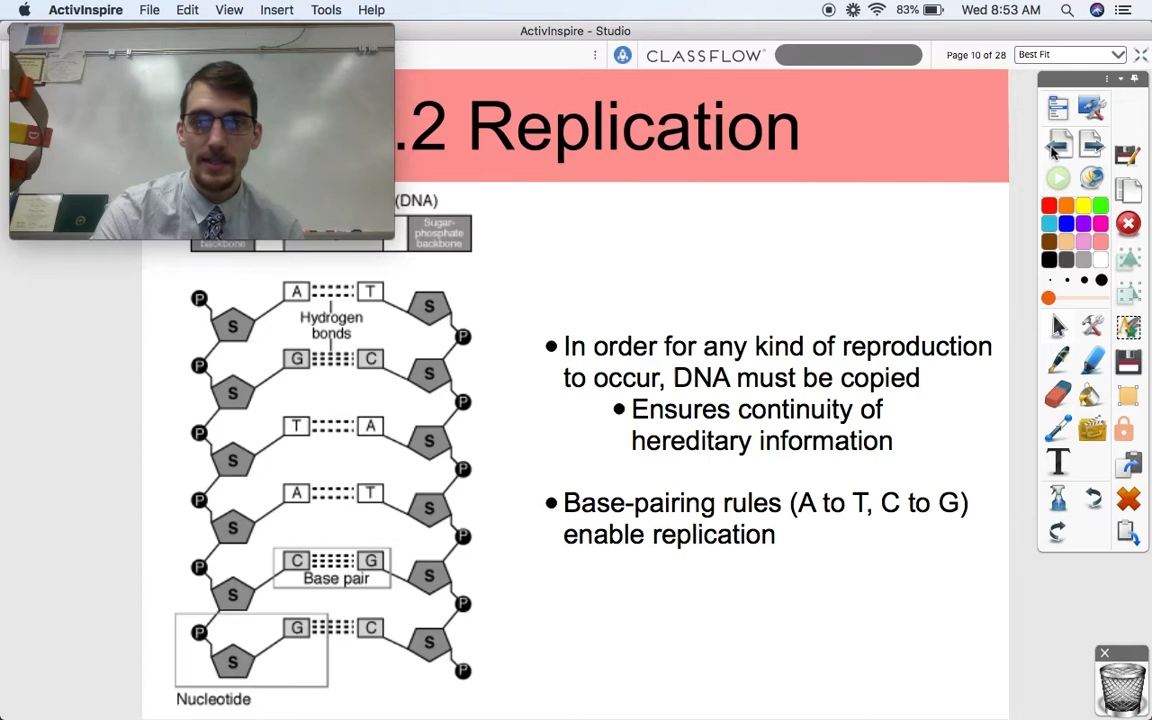 ActivInspire File Edit View Insert Tools Help 83% Wed 8:53 AM
ActivInspire - Studio
CLASSFLOW Page 10 of 28 Best Fit
.2 Replication
(DNA)
backbone
Sugar-
phosphate
backbone
P A T S
S Hydrogen
bonds P
P G C S
S P
P T A S
S P
P A T S
S P
P C G S
S Base pair P
P G C S
S P
Nucleotide
• In order for any kind of reproduction
to occur, DNA must be copied
• Ensures continuity of
hereditary information
• Base-pairing rules (A to T, C to G)
enable replication
T